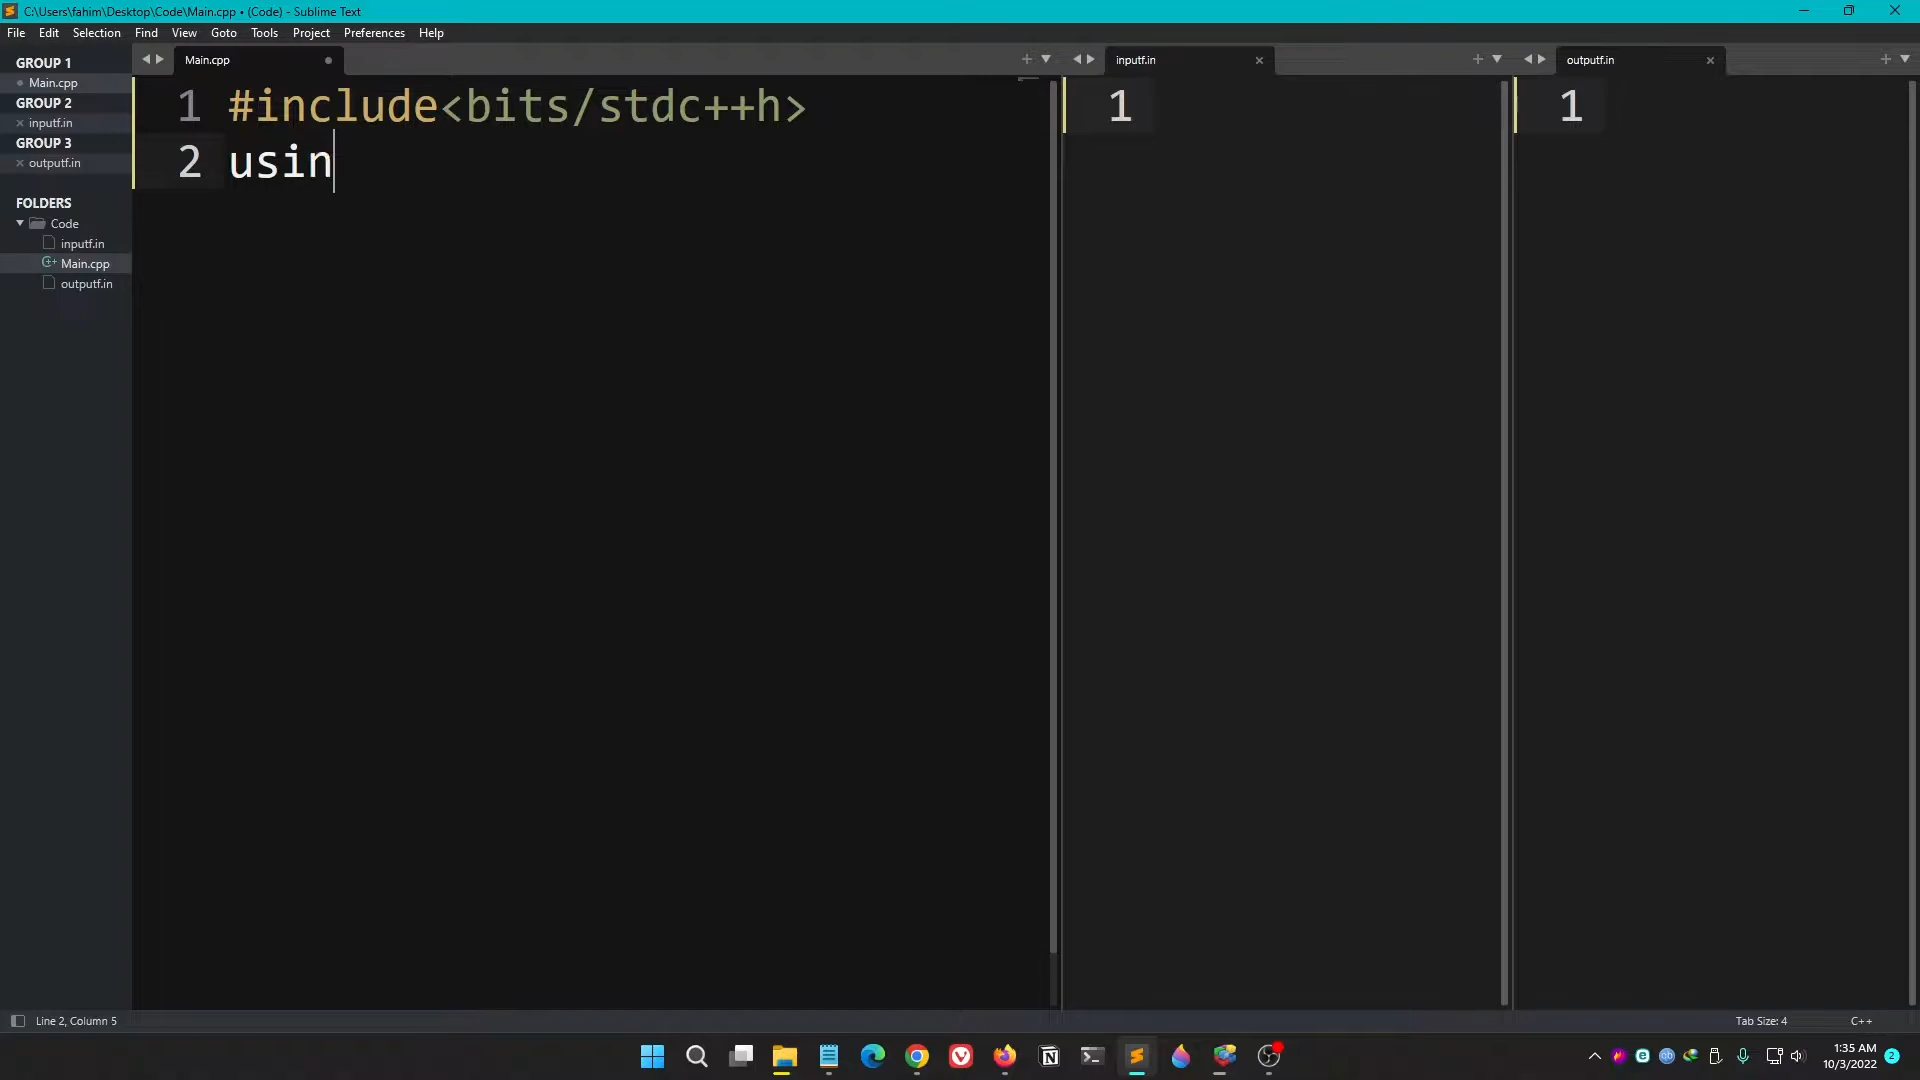 C:\Users\fahim\Desktop\Code\Main.cpp • (Code) - Sublime Text
File Edit Selection Find View Goto Tools Project Preferences Help
GROUP 1
Main.cpp
GROUP 2
inputf.in
GROUP 3
outputf.in
FOLDERS
Code
inputf.in
Main.cpp
outputf.in
Main.cpp
1 #include<bits/stdc++h>
2 usin
inputf.in
1
outputf.in
1
Line 2, Column 5
Tab Size: 4
C++
1:35 AM
10/3/2022
2